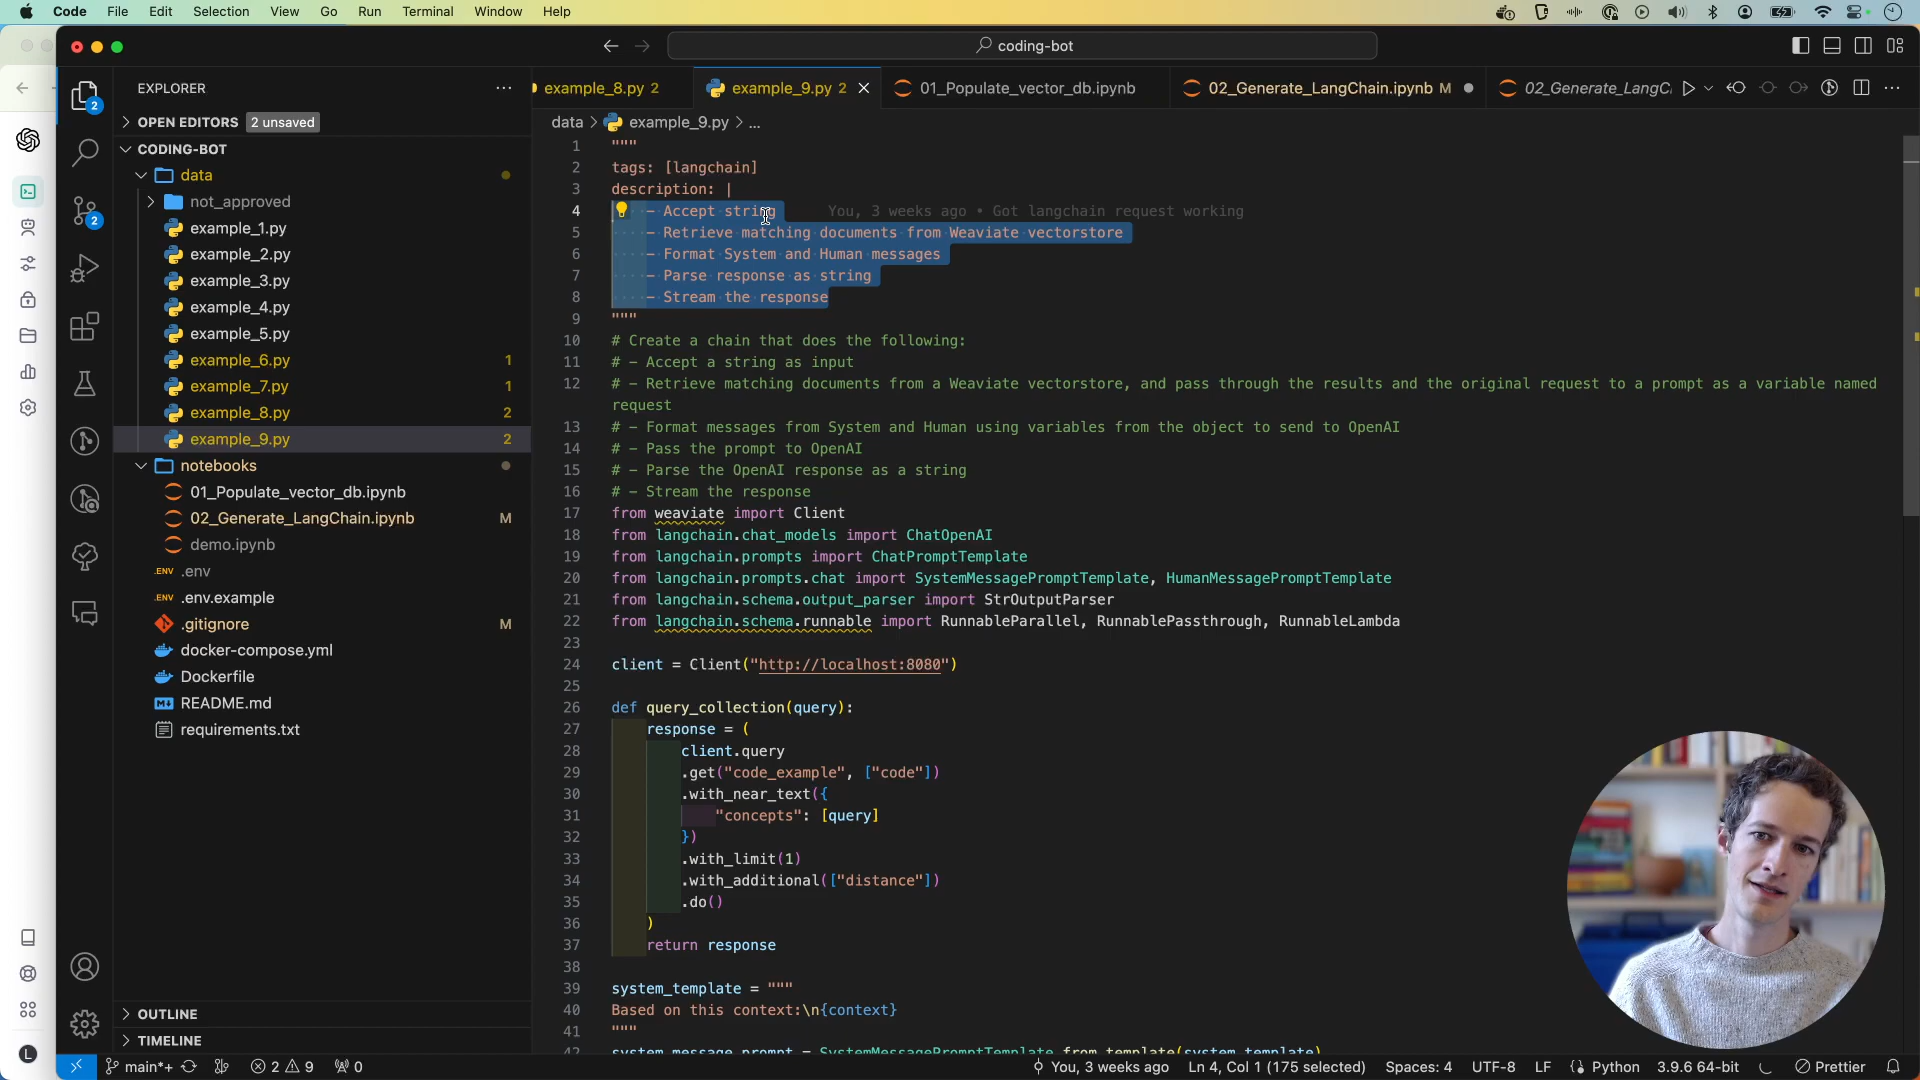 Code File Edit Selection View Go Run Terminal Window Help
coding-bot
EXPLORER
OPEN EDITORS 2 unsaved
CODING-BOT
data
not_approved
example_1.py
example_2.py
example_3.py
example_4.py
example_5.py
example_6.py 1
example_7.py 1
example_8.py 2
example_9.py 2
notebooks
01_Populate_vector_db.ipynb
02_Generate_LangChain.ipynb M
demo.ipynb
.ENV .env
.ENV .env.example
.gitignore M
docker-compose.yml
Dockerfile
README.md
requirements.txt
OUTLINE
TIMELINE
2
2
L
example_8.py 2 example_9.py 2 01_Populate_vector_db.ipynb 02_Generate_LangChain.ipynb M 02_Generate_LangC
data > example_9.py > ...
1 """
2 tags: [langchain]
3 description: |
4 - Accept string You, 3 weeks ago • Got langchain request working
5 - Retrieve matching documents from Weaviate vectorstore
6 - Format System and Human messages
7 - Parse response as string
8 - Stream the response
9 """
10 # Create a chain that does the following:
11 # - Accept a string as input
12 # - Retrieve matching documents from a Weaviate vectorstore, and pass through the results and the original request to a prompt as a variable named
request
13 # - Format messages from System and Human using variables from the object to send to OpenAI
14 # - Pass the prompt to OpenAI
15 # - Parse the OpenAI response as a string
16 # - Stream the response
17 from weaviate import Client
18 from langchain.chat_models import ChatOpenAI
19 from langchain.prompts import ChatPromptTemplate
20 from langchain.prompts.chat import SystemMessagePromptTemplate, HumanMessagePromptTemplate
21 from langchain.schema.output_parser import StrOutputParser
22 from langchain.schema.runnable import RunnableParallel, RunnablePassthrough, RunnableLambda
23
24 client = Client("http://localhost:8080")
25
26 def query_collection(query):
27 response = (
28 client.query
29 .get("code_example", ["code"])
30 .with_near_text({
31 "concepts": [query]
32 })
33 .with_limit(1)
34 .with_additional(["distance"])
35 .do()
36 )
37 return response
38
39 system_template = """
40 Based on this context:\n{context}
41 """
42 system_message_prompt = SystemMessagePromptTemplate.from_template(system_template)
main*+ 2 9 0 You, 3 weeks ago Ln 4, Col 1 (175 selected) Spaces: 4 UTF-8 LF Python 3.9.6 64-bit Prettier